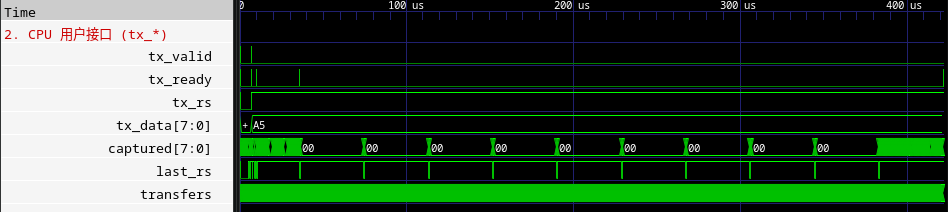 Time
0 100 us 200 us 300 us 400 us
2. CPU 用户接口 (tx_*)
tx_valid
tx_ready
tx_rs
tx_data[7:0] + A5
captured[7:0] 00 00 00 00 00 00 00 00 00
last_rs
transfers